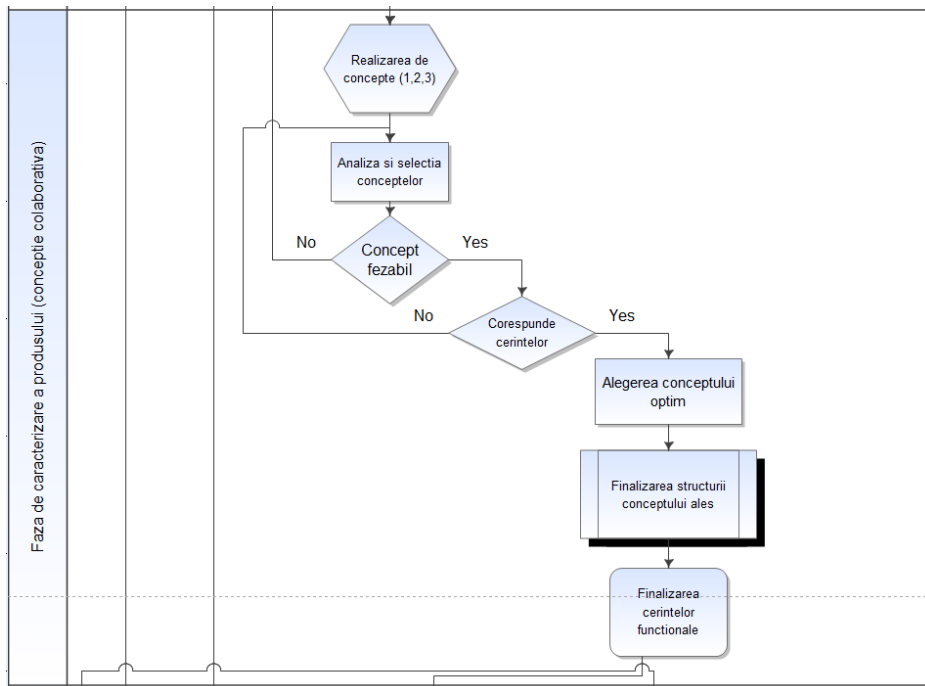 Faza de caracterizare a produsului (conceptie colaborativa)
Realizarea de
concepte (1,2,3)
Analiza si selectia
conceptelor
No
Concept
fezabil
Yes
No
Corespunde
cerintelor
Yes
Alegerea conceptului
optim
Finalizarea structurii
conceptului ales
Finalizarea
cerintelor
functionale